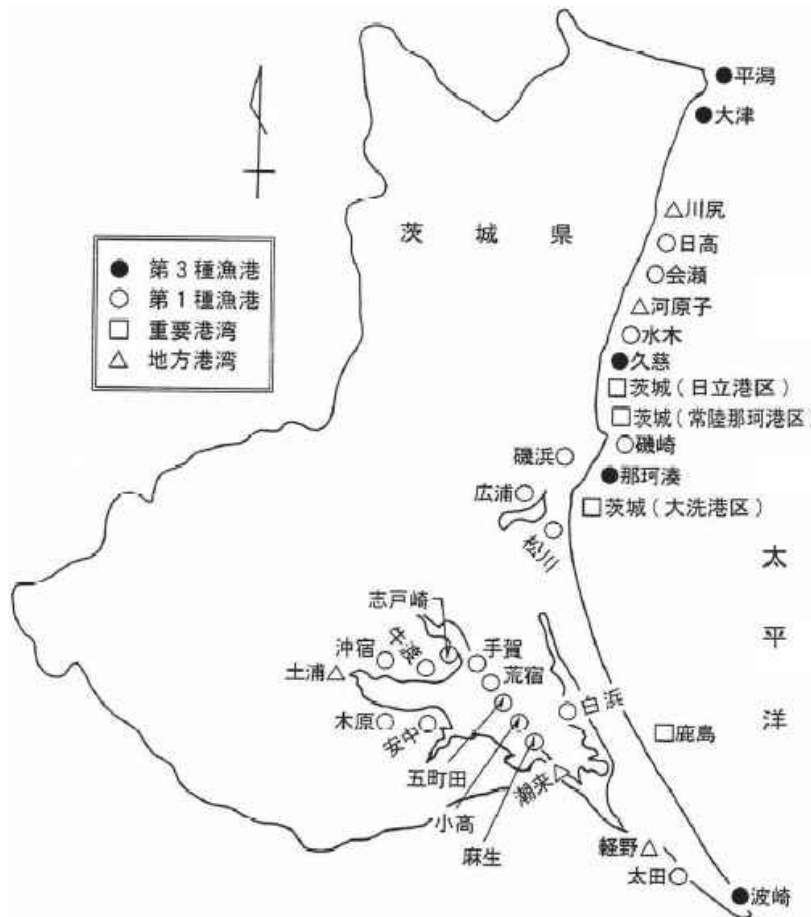 平潟
大津
川尻
茨城県
日高
会瀬
第3種漁港
第1種漁港
重要港湾
地方港湾
河原子
水木
久慈
茨城(日立港区)
茨城(常陸那珂港区)
磯崎
磯浜
那珂湊
広浦
茨城(大洗港区)
松川
太平洋
志戸崎
牛渡
沖宿
手賀
土浦
荒宿
白浜
木原
安中
鹿島
五町田
潮来
小高
麻生
軽野
太田
波崎